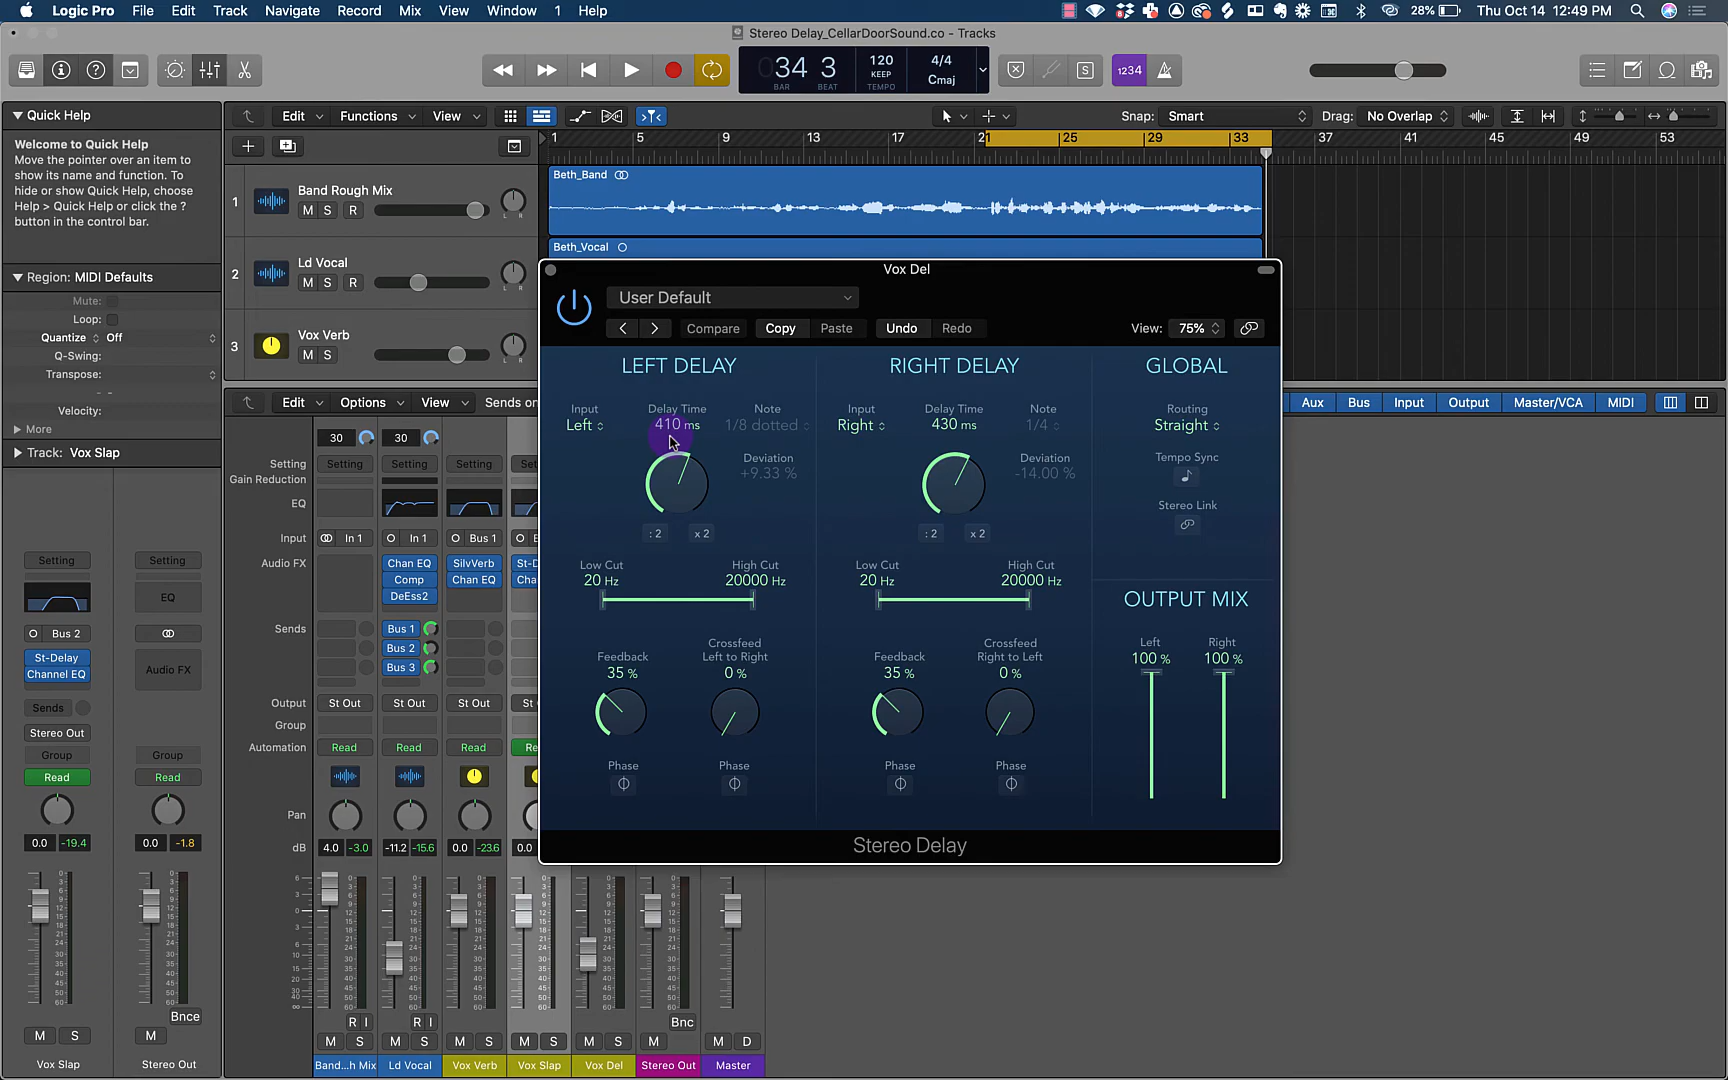 Logic Pro File Edit Track Navigate Record Mix View Window 1 Help 28% Thu Oct 14 12:49 PM
Stereo Delay_CellarDoorSound.co - Tracks
34 3 120 KEEP 4/4 Cmaj
BAR BEAT TEMPO
1234
Quick Help
Welcome to Quick Help
Move the pointer over an item to
show its name and function. To
hide or show Quick Help, choose
Help > Quick Help or click the ?
button in the control bar.
Region: MIDI Defaults
Mute:
Loop:
Quantize Off
Q-Swing:
Transpose:
Velocity:
More
Track: Vox Slap
Edit Functions View Snap: Smart Drag: No Overlap
1 5 9 13 17 21 25 29 33 37 41 45 49 53
1 Band Rough Mix
M S R L R
Beth_Band
2 Ld Vocal
M S R L R
Beth_Vocal
3 Vox Verb
M S L R
Edit Options View Sends on Aux Bus Input Output Master/VCA MIDI
Vox Del
User Default
Compare Copy Paste Undo Redo View: 75%
LEFT DELAY RIGHT DELAY GLOBAL
Input Delay Time Note Input Delay Time Note Routing
Left 410 ms 1/8 dotted Right 430 ms 1/4 Straight
Deviation Deviation Tempo Sync
+9.33 % -14.00 %
Stereo Link
: 2 x 2 : 2 x 2
Low Cut High Cut Low Cut High Cut
20 Hz 20000 Hz 20 Hz 20000 Hz
OUTPUT MIX
Left Right
100 % 100 %
Feedback Crossfeed Left to Right Feedback Crossfeed Right to Left
35 % 0 % 35 % 0 %
Phase Phase Phase Phase
Stereo Delay
30 30
Setting Setting Setting Setting Set
Gain Reduction
EQ
Input In 1 In 1 Bus 1 B
Audio FX Chan EQ SilvVerb St-D
Comp Chan EQ Cha
DeEss2
Sends Bus 1
Bus 2
Bus 3
Output St Out St Out St Out St
Group
Automation Read Read Read Re
Pan
dB 4.0 -3.0 -11.2 -15.6 0.0 -23.6 0.0
R I R I Bnc
M S M S M S M S M S M M D
Band...h Mix Ld Vocal Vox Verb Vox Slap Vox Del Stereo Out Master
Setting Setting
EQ
Bus 2
St-Delay Audio FX
Channel EQ
Sends
Stereo Out
Group Group
Read Read
0.0 -19.4 0.0 -1.8
Bnce
M S M
Vox Slap Stereo Out